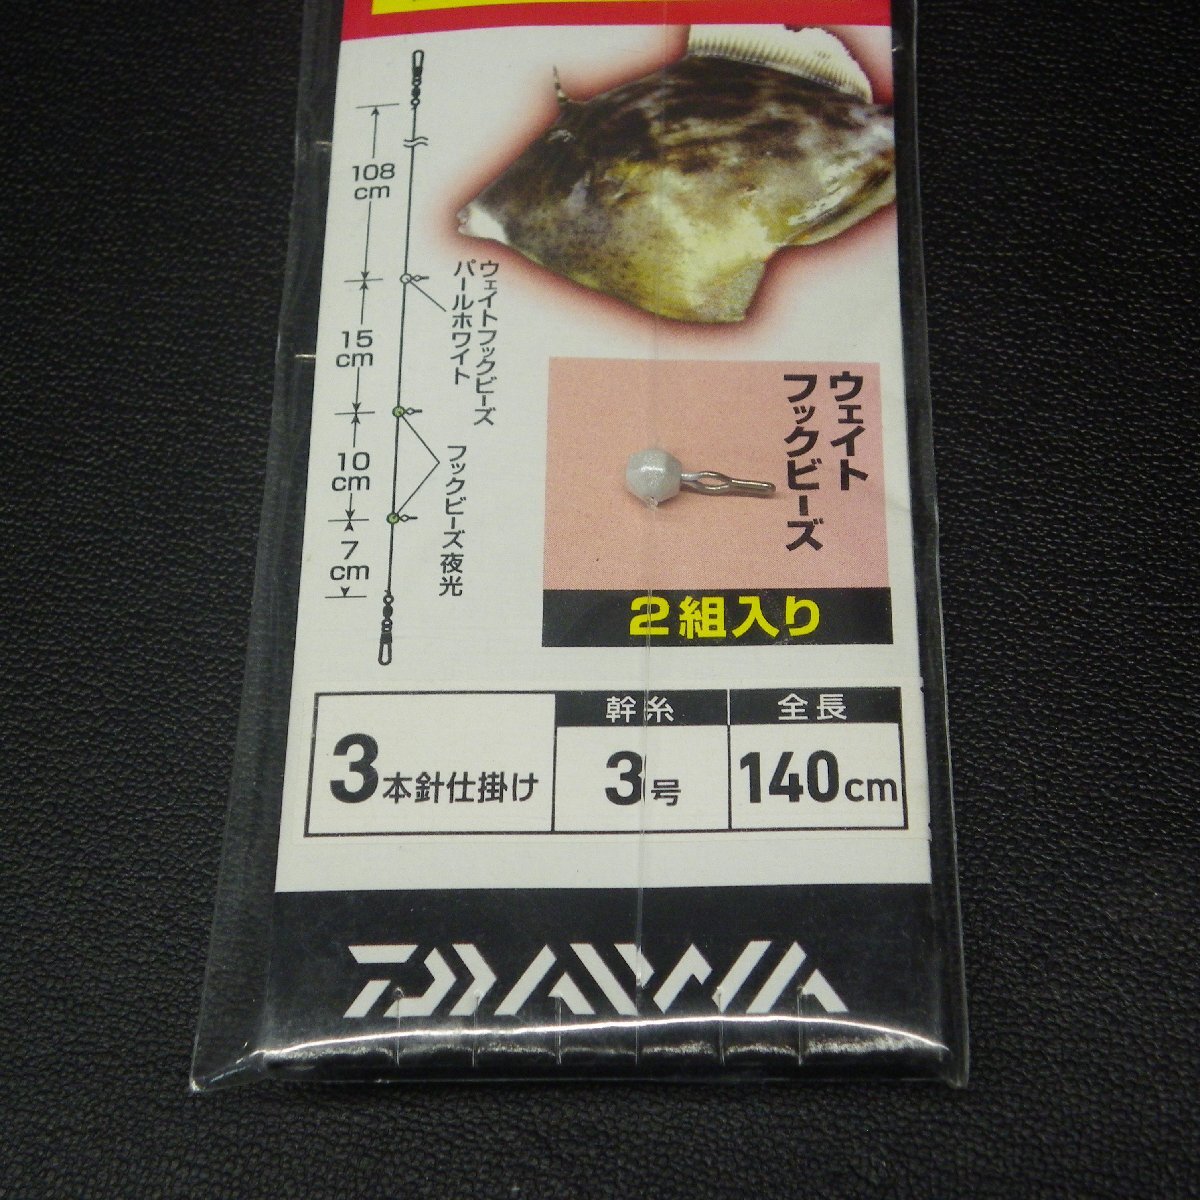 108
cm
15
cm
10
cm
7
cm
ウェイトフックビーズ
パールホワイト
フックビーズ夜光
ウェイト
フックビーズ
2組入り
3本針仕掛け
幹糸
3号
全長
140cm
DAIWA